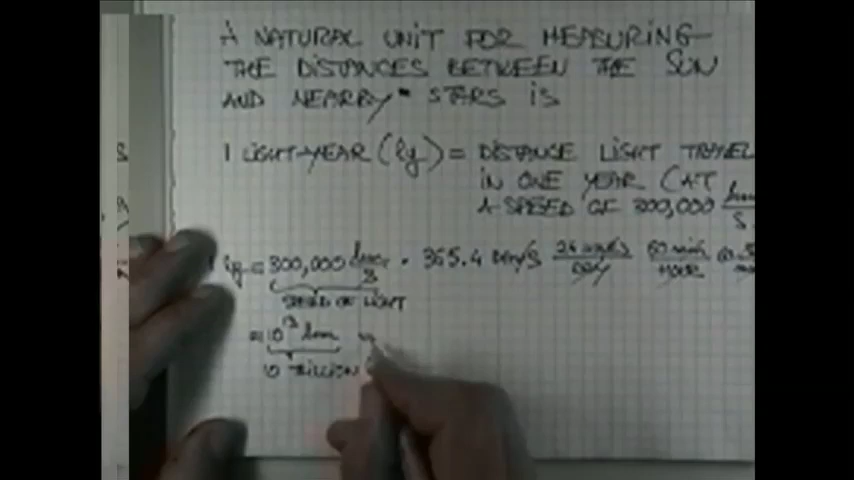 A NATURAL UNIT FOR MEASURING
THE DISTANCES BETWEEN THE SUN
AND NEARBY STARS IS
1 LIGHT-YEAR (ly) = DISTANCE LIGHT TRAVEL
IN ONE YEAR (AT
A SPEED OF 300,000 km/s
ly = 300,000 km/s • 365.4 DAYS 24 HOURS/DAY 60 MIN/HOUR
SPEED OF LIGHT
= 10¹³ km
10 TRILLION